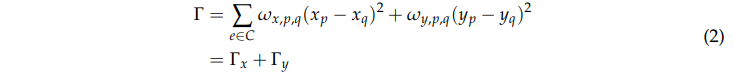 Γ = ∑_{e∈C} ω_{x,p,q}(x_p − x_q)^2 + ω_{y,p,q}(y_p − y_q)^2
= Γ_x + Γ_y (2)